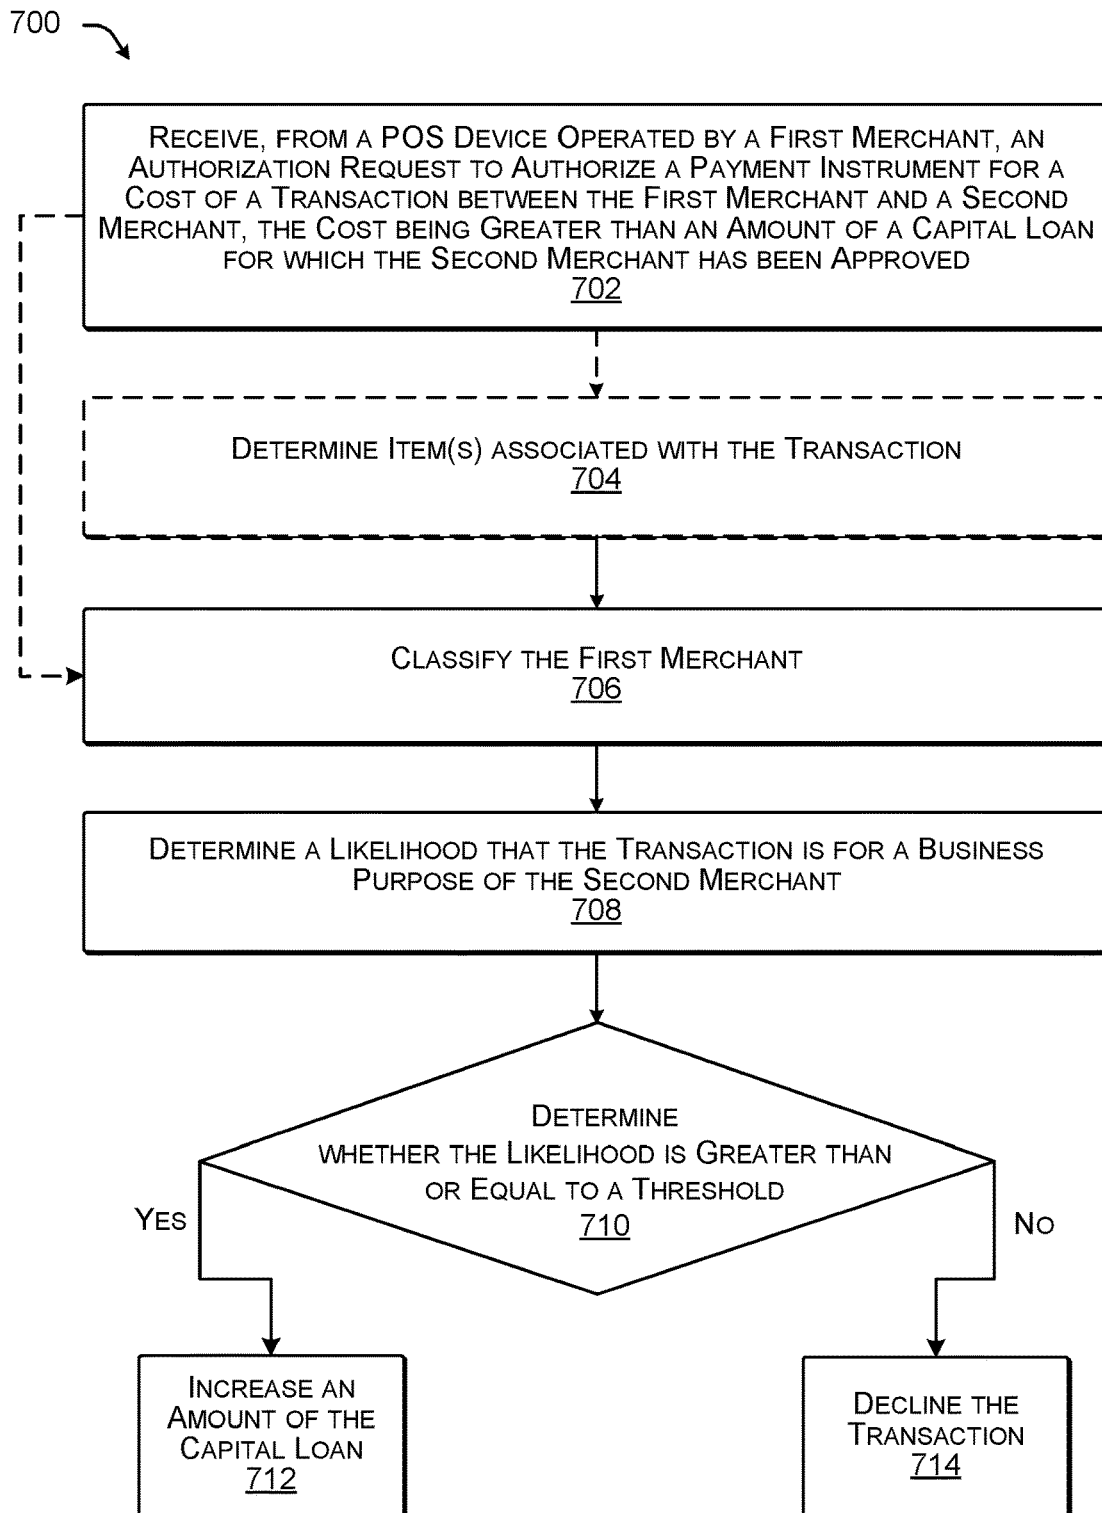 700
RECEIVE, FROM A POS DEVICE OPERATED BY A FIRST MERCHANT, AN
AUTHORIZATION REQUEST TO AUTHORIZE A PAYMENT INSTRUMENT FOR A
COST OF A TRANSACTION BETWEEN THE FIRST MERCHANT AND A SECOND
MERCHANT, THE COST BEING GREATER THAN AN AMOUNT OF A CAPITAL LOAN
FOR WHICH THE SECOND MERCHANT HAS BEEN APPROVED
702
DETERMINE ITEM(S) ASSOCIATED WITH THE TRANSACTION
704
CLASSIFY THE FIRST MERCHANT
706
DETERMINE A LIKELIHOOD THAT THE TRANSACTION IS FOR A BUSINESS
PURPOSE OF THE SECOND MERCHANT
708
DETERMINE
WHETHER THE LIKELIHOOD IS GREATER THAN
OR EQUAL TO A THRESHOLD
710
YES
NO
INCREASE AN
AMOUNT OF THE
CAPITAL LOAN
712
DECLINE THE
TRANSACTION
714